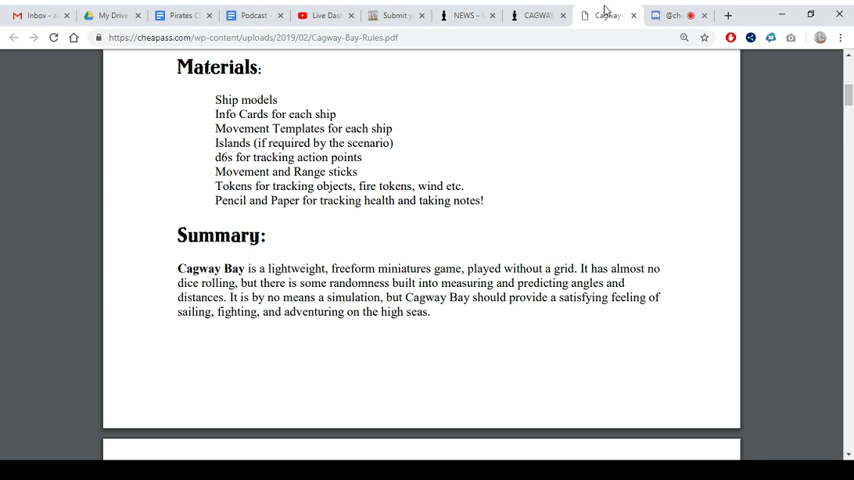 Inbox – a
My Drive
Pirates C
Podcast -
Live Das
Submit y
NEWS –
CAGWA
Cagway-
@che
https://cheapass.com/wp-content/uploads/2019/02/Cagway-Bay-Rules.pdf
Materials:
Ship models
Info Cards for each ship
Movement Templates for each ship
Islands (if required by the scenario)
d6s for tracking action points
Movement and Range sticks
Tokens for tracking objects, fire tokens, wind etc.
Pencil and Paper for tracking health and taking notes!
Summary:
Cagway Bay is a lightweight, freeform miniatures game, played without a grid. It has almost no
dice rolling, but there is some randomness built into measuring and predicting angles and
distances. It is by no means a simulation, but Cagway Bay should provide a satisfying feeling of
sailing, fighting, and adventuring on the high seas.